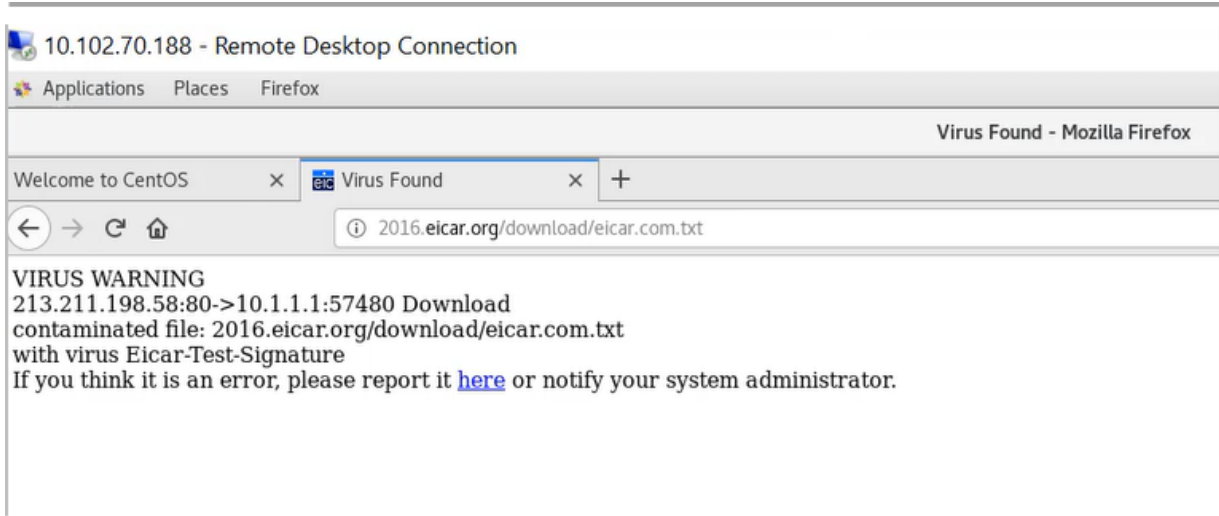 10.102.70.188 - Remote Desktop Connection
Applications Places Firefox
Virus Found - Mozilla Firefox
Welcome to CentOS
eic Virus Found
2016.eicar.org/download/eicar.com.txt
VIRUS WARNING
213.211.198.58:80->10.1.1.1:57480 Download
contaminated file: 2016.eicar.org/download/eicar.com.txt
with virus Eicar-Test-Signature
If you think it is an error, please report it here or notify your system administrator.